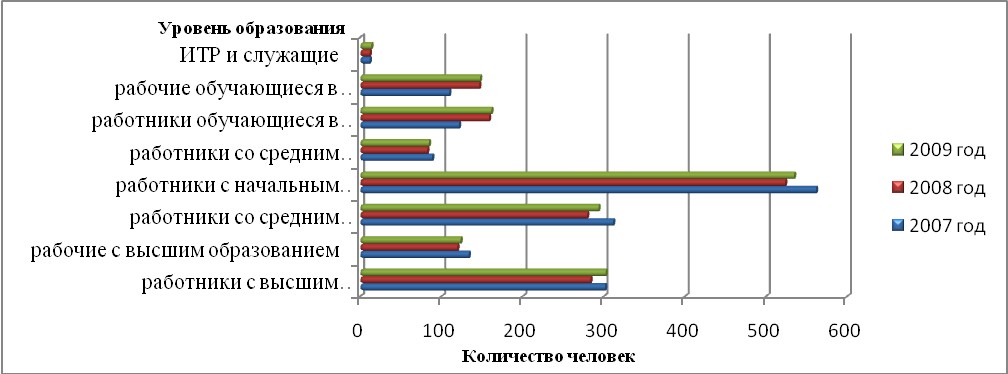 Уровень образования
ИТР и служащие
рабочие обучающиеся в ..
работники обучающиеся в ..
работники со средним ..
работники с начальным ..
работники со средним ..
рабочие с высшим образованием
работники с высшим ..
0 100 200 300 400 500 600
Количество человек
2009 год
2008 год
2007 год